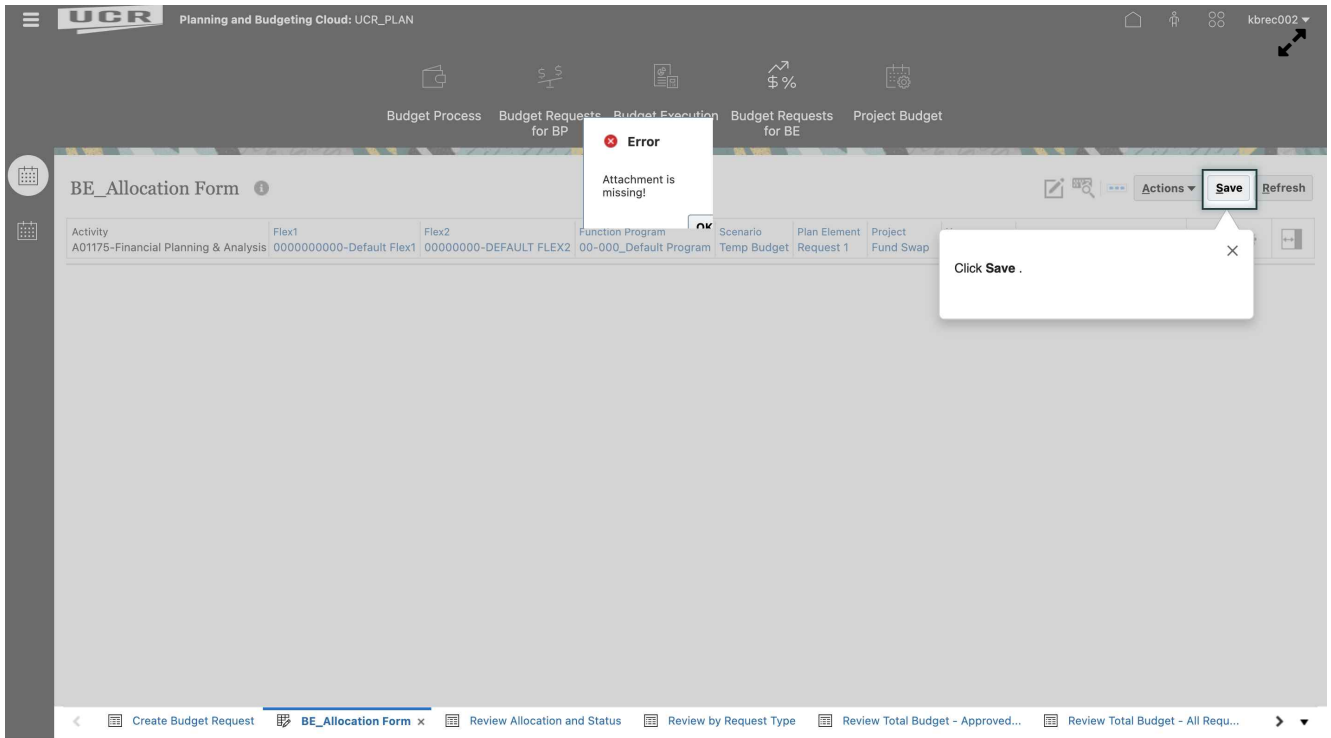 UCR
Planning and Budgeting Cloud: UCR_PLAN
kbrec002
Budget Process
Budget Requests
for BP
Budget Execution
Budget Requests
for BE
Project Budget
Error
Attachment is
missing!
OK
BE_Allocation Form
Actions
Save
Refresh
Activity
A01175-Financial Planning & Analysis
Flex1
0000000000-Default Flex1
Flex2
00000000-DEFAULT FLEX2
Function Program
00-000_Default Program
Scenario
Temp Budget
Plan Element
Request 1
Project
Fund Swap
Click Save .
Create Budget Request
BE_Allocation Form
Review Allocation and Status
Review by Request Type
Review Total Budget - Approved...
Review Total Budget - All Requ...